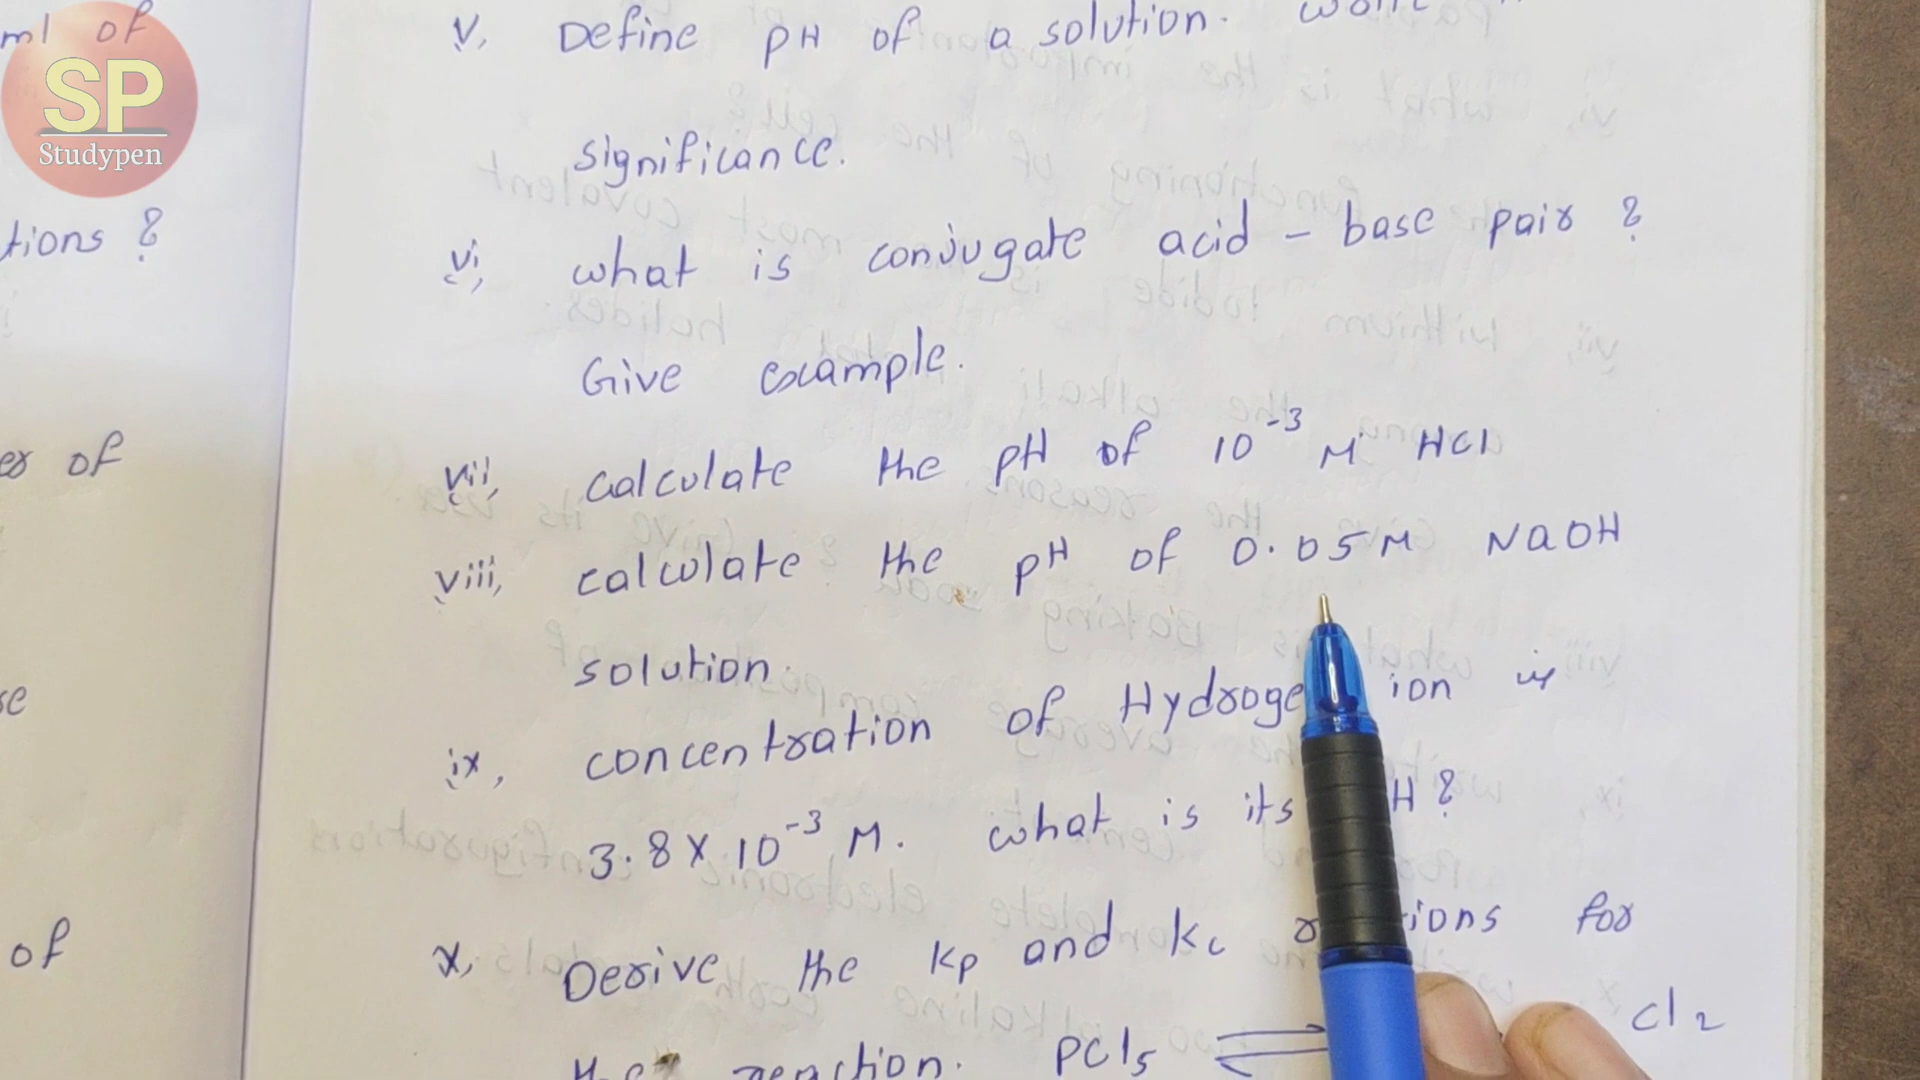 ml of
SP
Studypen
tions ?
of
of
v, Define pH of a solution.
significance.
vi, what is conjugate acid - base pair ?
Give example.
vii, calculate the pH of 10⁻³ M HCl
viii, calculate the pH of 0.05M NaOH
solution.
ix, concentration of Hydroge ion is
3.8 x 10⁻³ M. what is its H ?
x, Derive the Kp and Kc for
reaction. PCl5 ⇌ Cl2